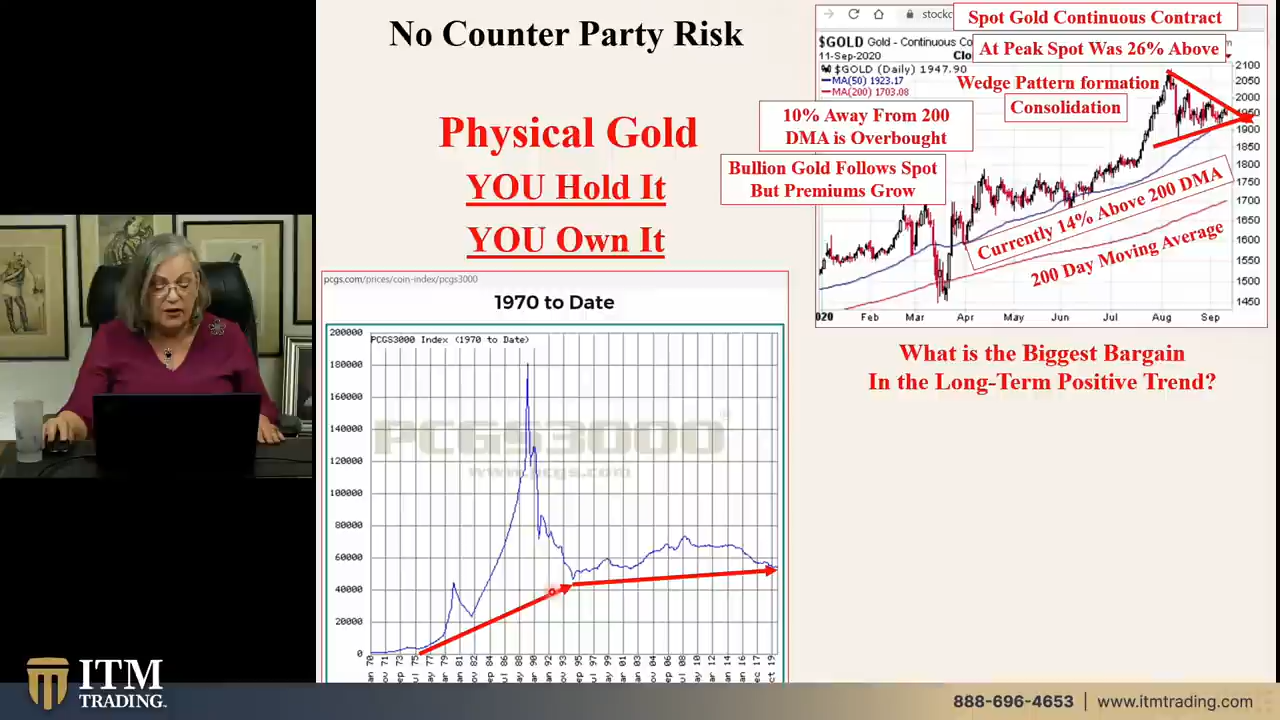 No Counter Party Risk
Physical Gold
YOU Hold It
YOU Own It
Spot Gold Continuous Contract
At Peak Spot Was 26% Above
Wedge Pattern formation
Consolidation
10% Away From 200
DMA is Overbought
Bullion Gold Follows Spot
But Premiums Grow
Currently 14% Above 200 DMA
200 Day Moving Average
stockc
$GOLD Gold - Continuous Co
11-Sep-2020
Clo
$GOLD (Daily) 1947.90
MA(50) 1923.17
MA(200) 1703.08
2100
2050
2000
1950
1900
1850
1800
1750
1700
1650
1600
1550
1500
1450
2020 Feb Mar Apr May Jun Jul Aug Sep
What is the Biggest Bargain
In the Long-Term Positive Trend?
pcgs.com/prices/coin-index/pcgs3000
1970 to Date
PCGS3000 Index (1970 to Date)
PCGS3000
www.pcgs.com
200000
180000
160000
140000
120000
100000
80000
60000
40000
20000
0
ITM
TRADING.
888-696-4653 | www.itmtrading.com